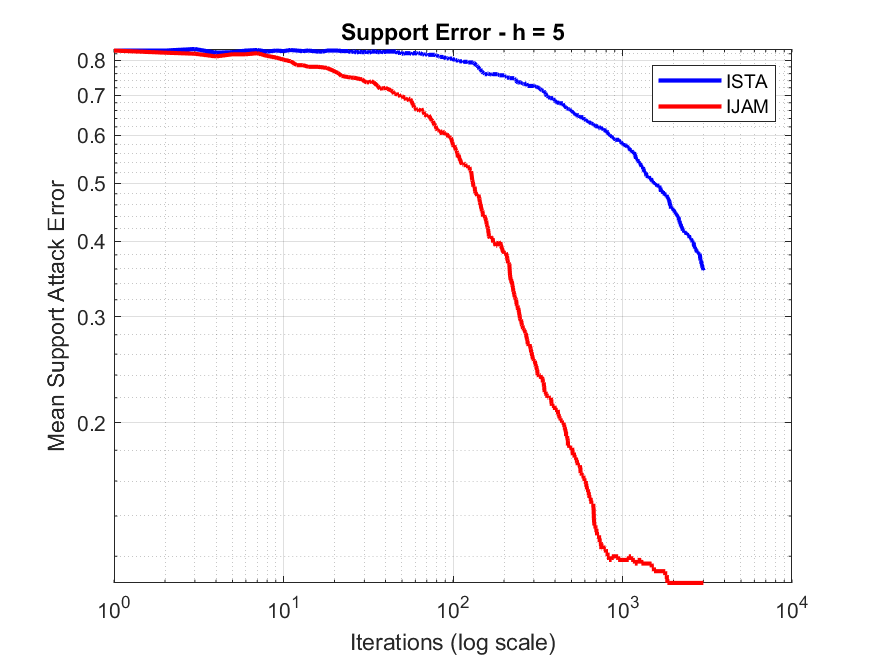 Support Error - h = 5
ISTA
IJAM
Mean Support Attack Error
0.8
0.7
0.6
0.5
0.4
0.3
0.2
10^0 10^1 10^2 10^3 10^4
Iterations (log scale)